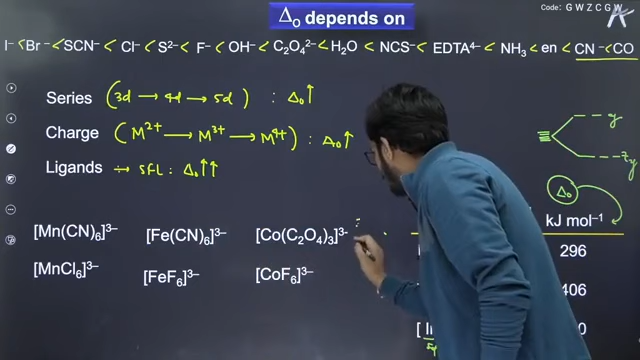 Code: GWZCGW
Δo depends on
I– < Br– < SCN– < Cl– < S2– < F– < OH– < C2O42– < H2O < NCS– < EDTA4– < NH3 < en < CN– < CO
Series (3d → 4d → 5d) : Δo↑
Charge (M2+ → M3+ → M4+) : Δo↑
Ligands → SFL : Δo↑↑
Δo
kJ mol–1
[Mn(CN)6]3– [Fe(CN)6]3– [Co(C2O4)3]3–
296
[MnCl6]3– [FeF6]3– [CoF6]3–
406